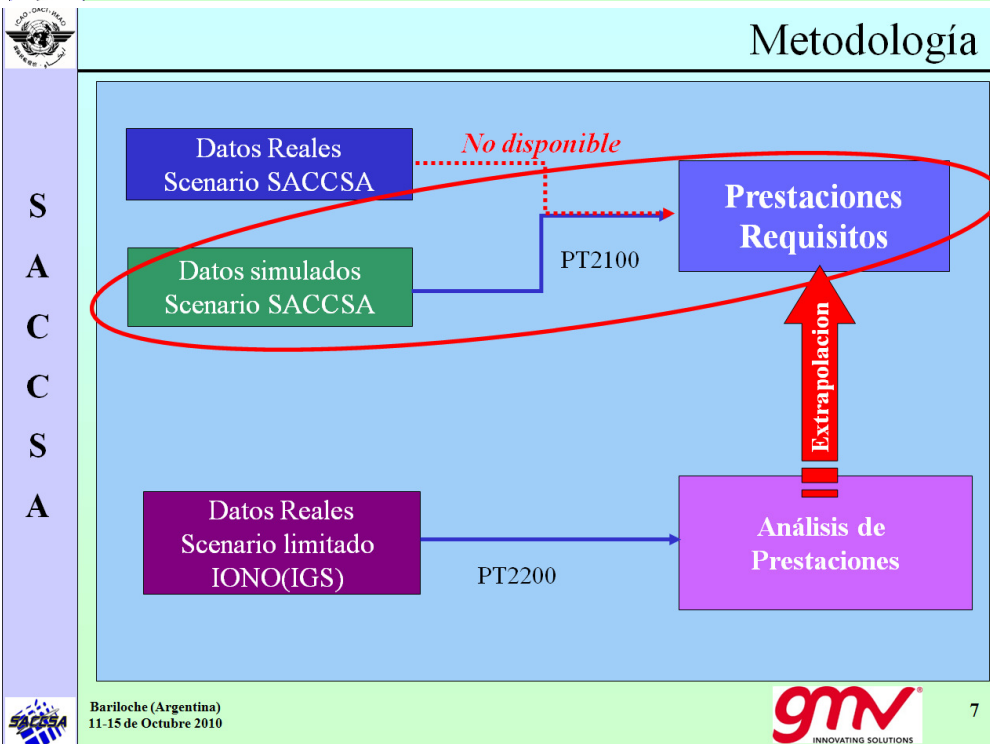 Metodología
S
A
C
C
S
A
Datos Reales
Scenario SACCSA
No disponible
Prestaciones
Requisitos
Datos simulados
Scenario SACCSA
PT2100
Extrapolacion
Datos Reales
Scenario limitado
IONO(IGS)
PT2200
Análisis de
Prestaciones
SACCSA
Bariloche (Argentina)
11-15 de Octubre 2010
gmv
INNOVATING SOLUTIONS
7